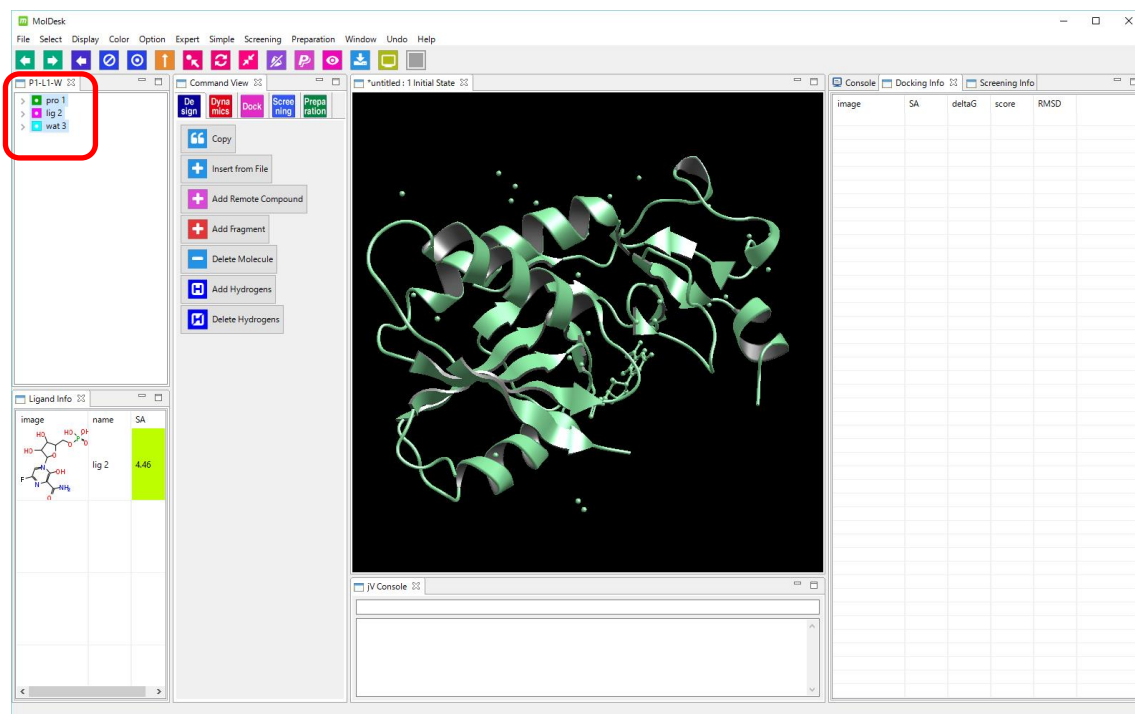 MolDesk
File Select Display Color Option Expert Simple Screening Preparation Window Undo Help
P1-L1-W
pro 1
lig 2
wat 3
Command View
De
sign
Dyna
mics
Dock
Scree
ning
Prepa
ration
Copy
Insert from File
Add Remote Compound
Add Fragment
Delete Molecule
Add Hydrogens
Delete Hydrogens
*untitled : 1 Initial State
Console
Docking Info
Screening Info
image SA deltaG score RMSD
Ligand Info
image name SA
HO HO OH
HO P O
HO O
OH
F N NH₂
O
lig 2
4.46
jV Console